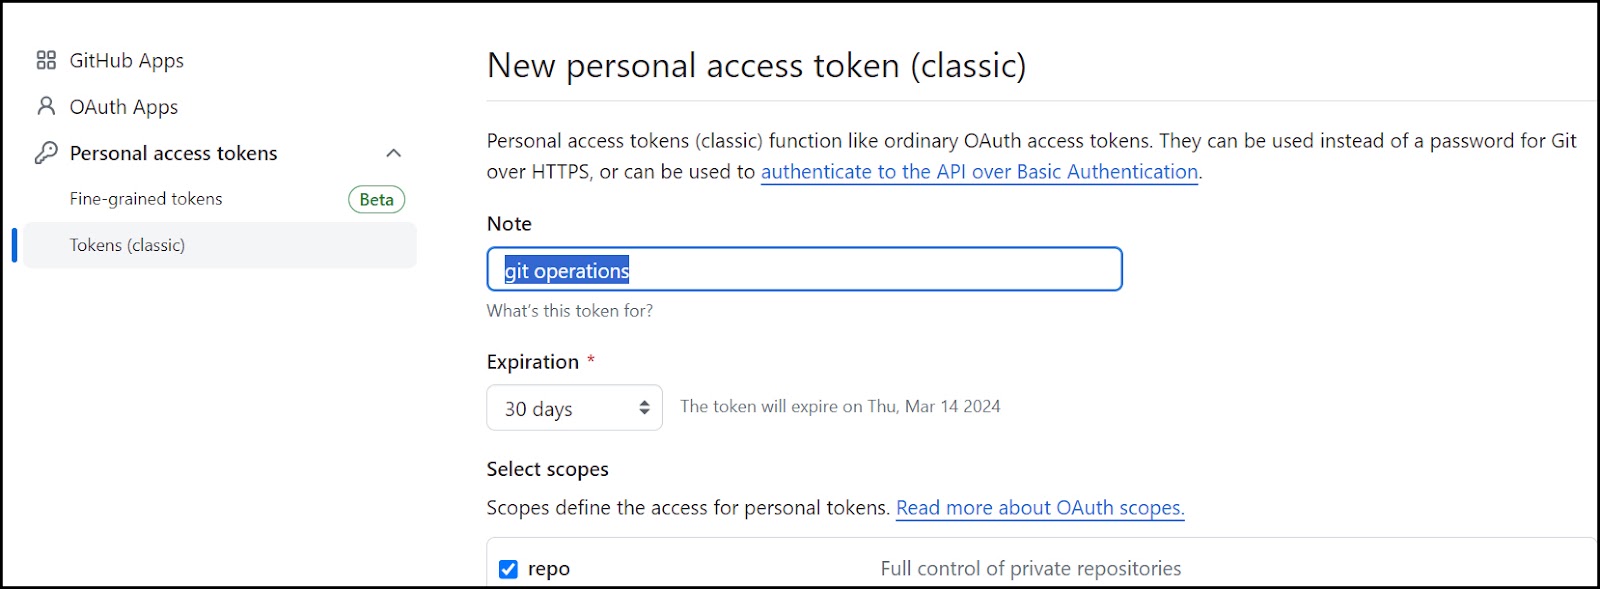 GitHub Apps
OAuth Apps
Personal access tokens
Fine-grained tokens Beta
Tokens (classic)
New personal access token (classic)
Personal access tokens (classic) function like ordinary OAuth access tokens. They can be used instead of a password for Git
over HTTPS, or can be used to authenticate to the API over Basic Authentication.
Note
git operations
What's this token for?
Expiration *
30 days The token will expire on Thu, Mar 14 2024
Select scopes
Scopes define the access for personal tokens. Read more about OAuth scopes.
repo Full control of private repositories